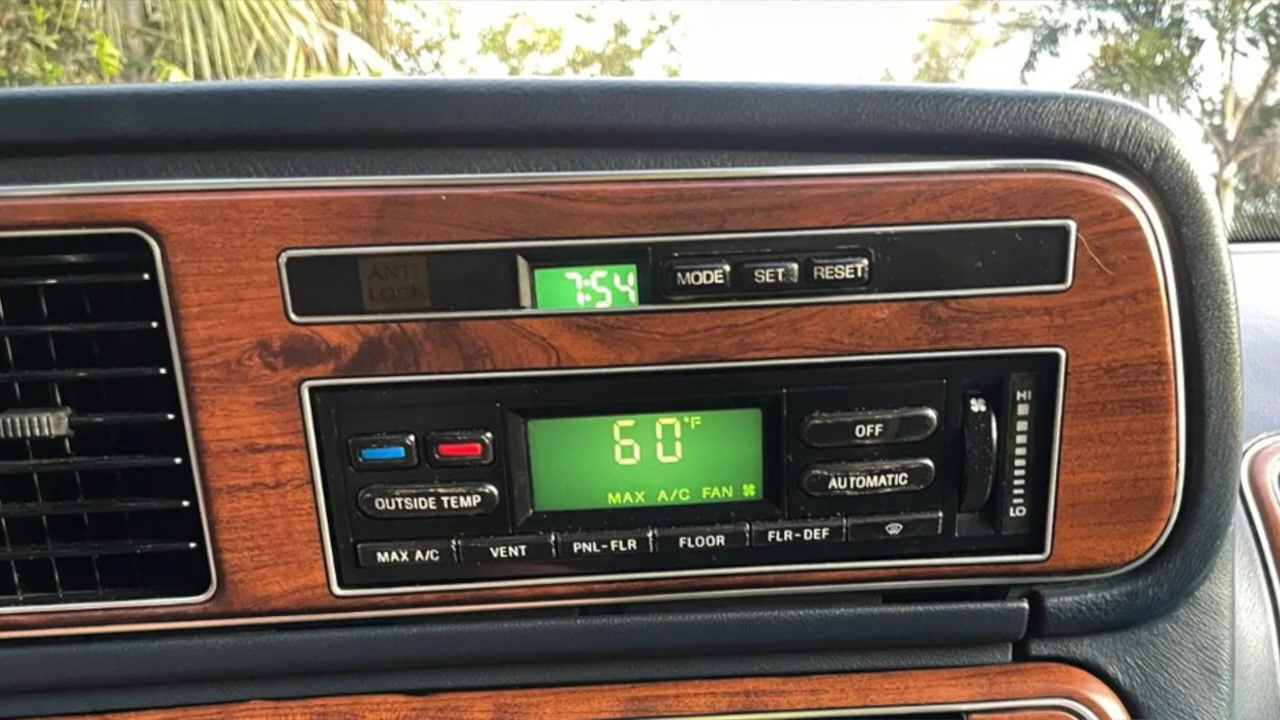 ANTI
LOCK
7:54
MODE SET RESET
60°F
MAX A/C FAN
OUTSIDE TEMP
OFF
AUTOMATIC
HI
LO
MAX A/C VENT PNL-FLR FLOOR FLR-DEF